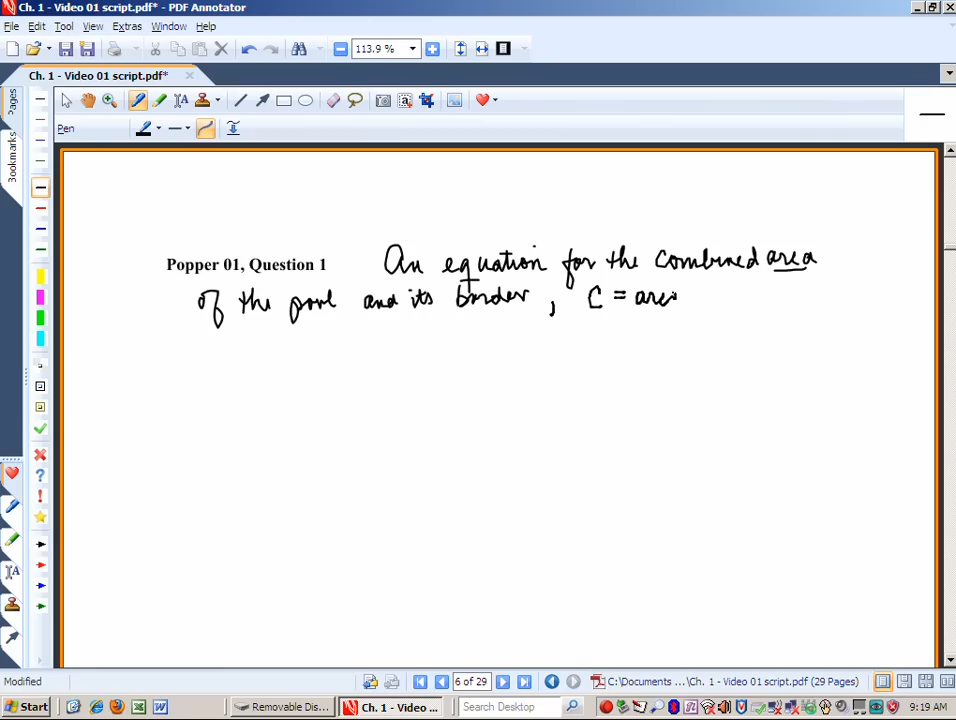 Ch. 1 - Video 01 script.pdf* - PDF Annotator
File Edit Tool View Extras Window Help
113.9 %
Ch. 1 - Video 01 script.pdf*
Pen
Pages
Bookmarks
Popper 01, Question 1 An equation for the combined area
of the pool and its border, C = area
Modified
6 of 29
C:\Documents ...\Ch. 1 - Video 01 script.pdf (29 Pages)
Start
Removable Dis...
Ch. 1 - Video ...
Search Desktop
9:19 AM